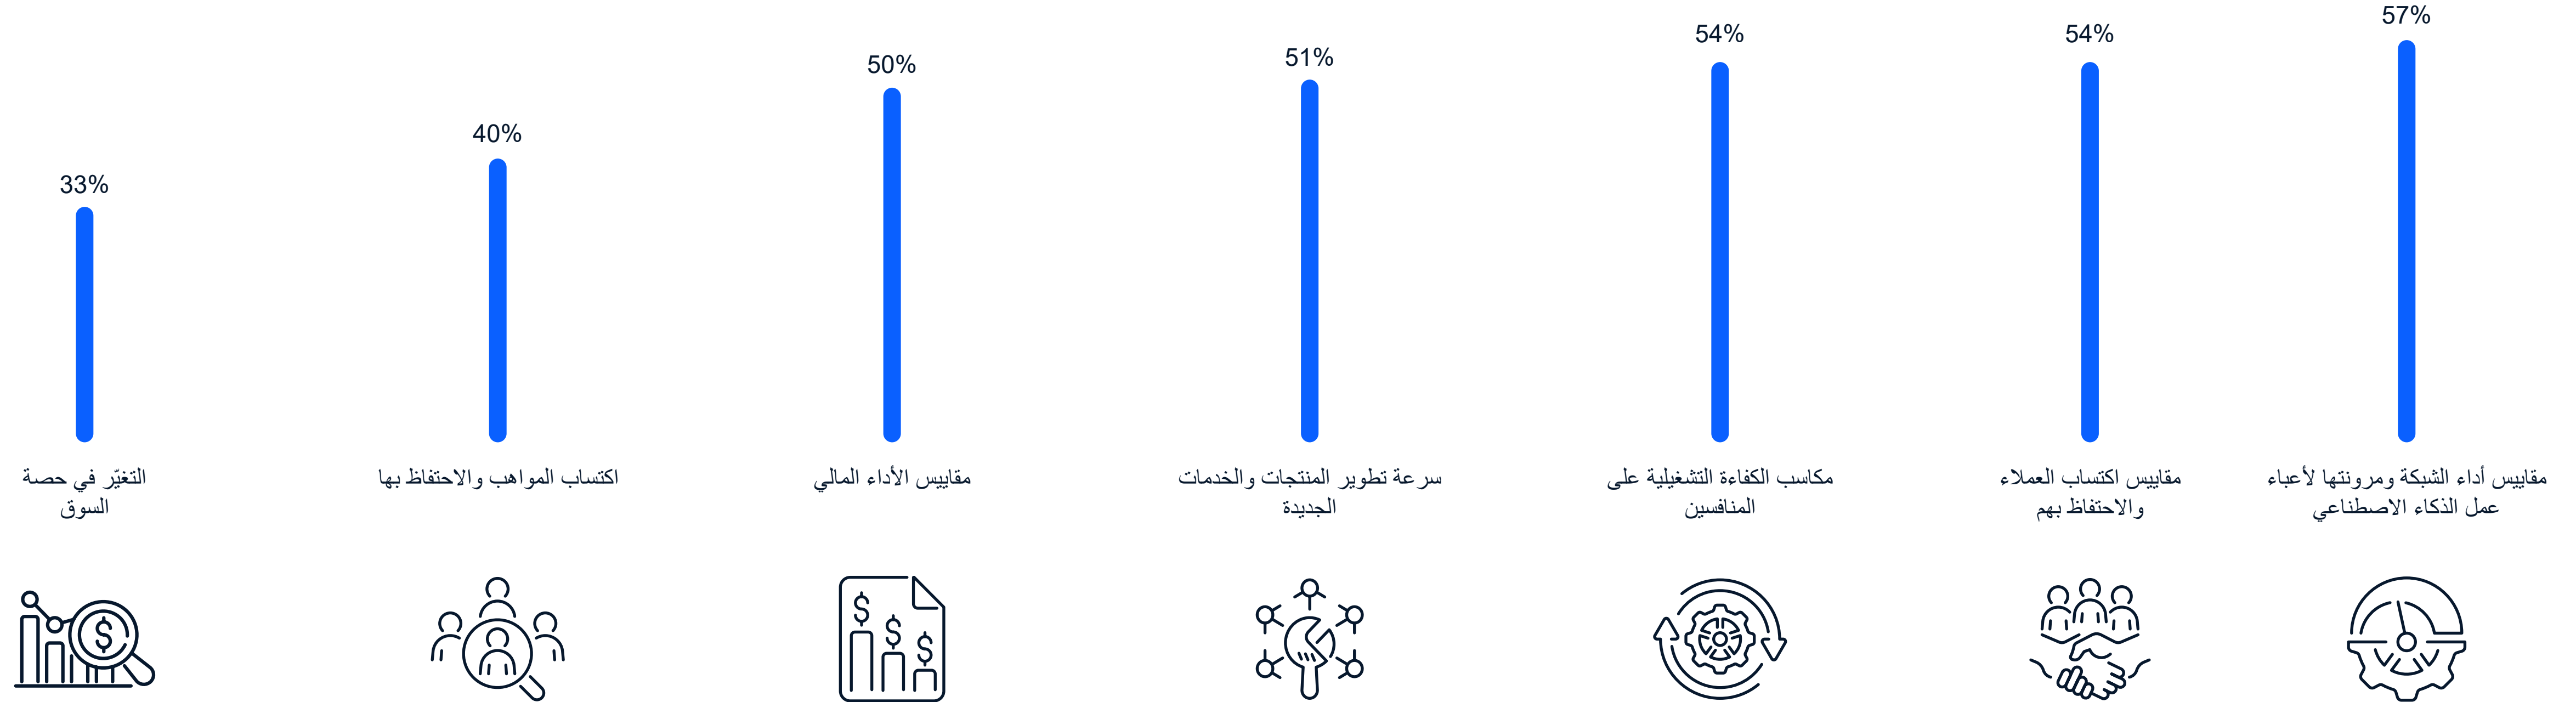 57%
مقاييس أداء الشبكة ومرونتها لأعباء
عمل الذكاء الاصطناعي
54%
مقاييس اكتساب العملاء
والاحتفاظ بهم
54%
مكاسب الكفاءة التشغيلية على
المنافسين
51%
سرعة تطوير المنتجات والخدمات
الجديدة
50%
مقاييس الأداء المالي
40%
اكتساب المواهب والاحتفاظ بها
33%
التغيّر في حصة
السوق